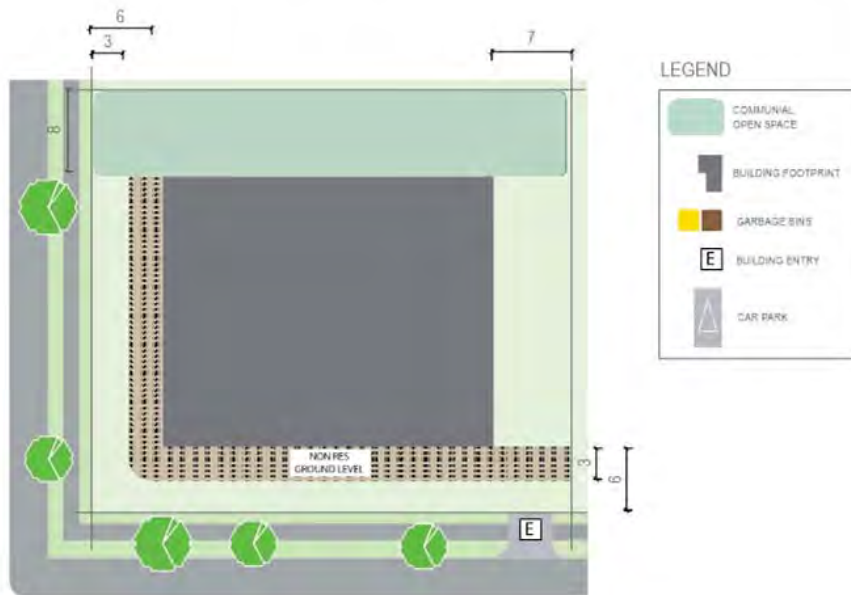 6
3
7
8
NON RES
GROUND LEVEL
3
6
E
LEGEND
COMMUNIAL
OPEN SPACE
BUILDING FOOTPRINT
GARBAGE BINS
E
BUILDING ENTRY
CAR PARK